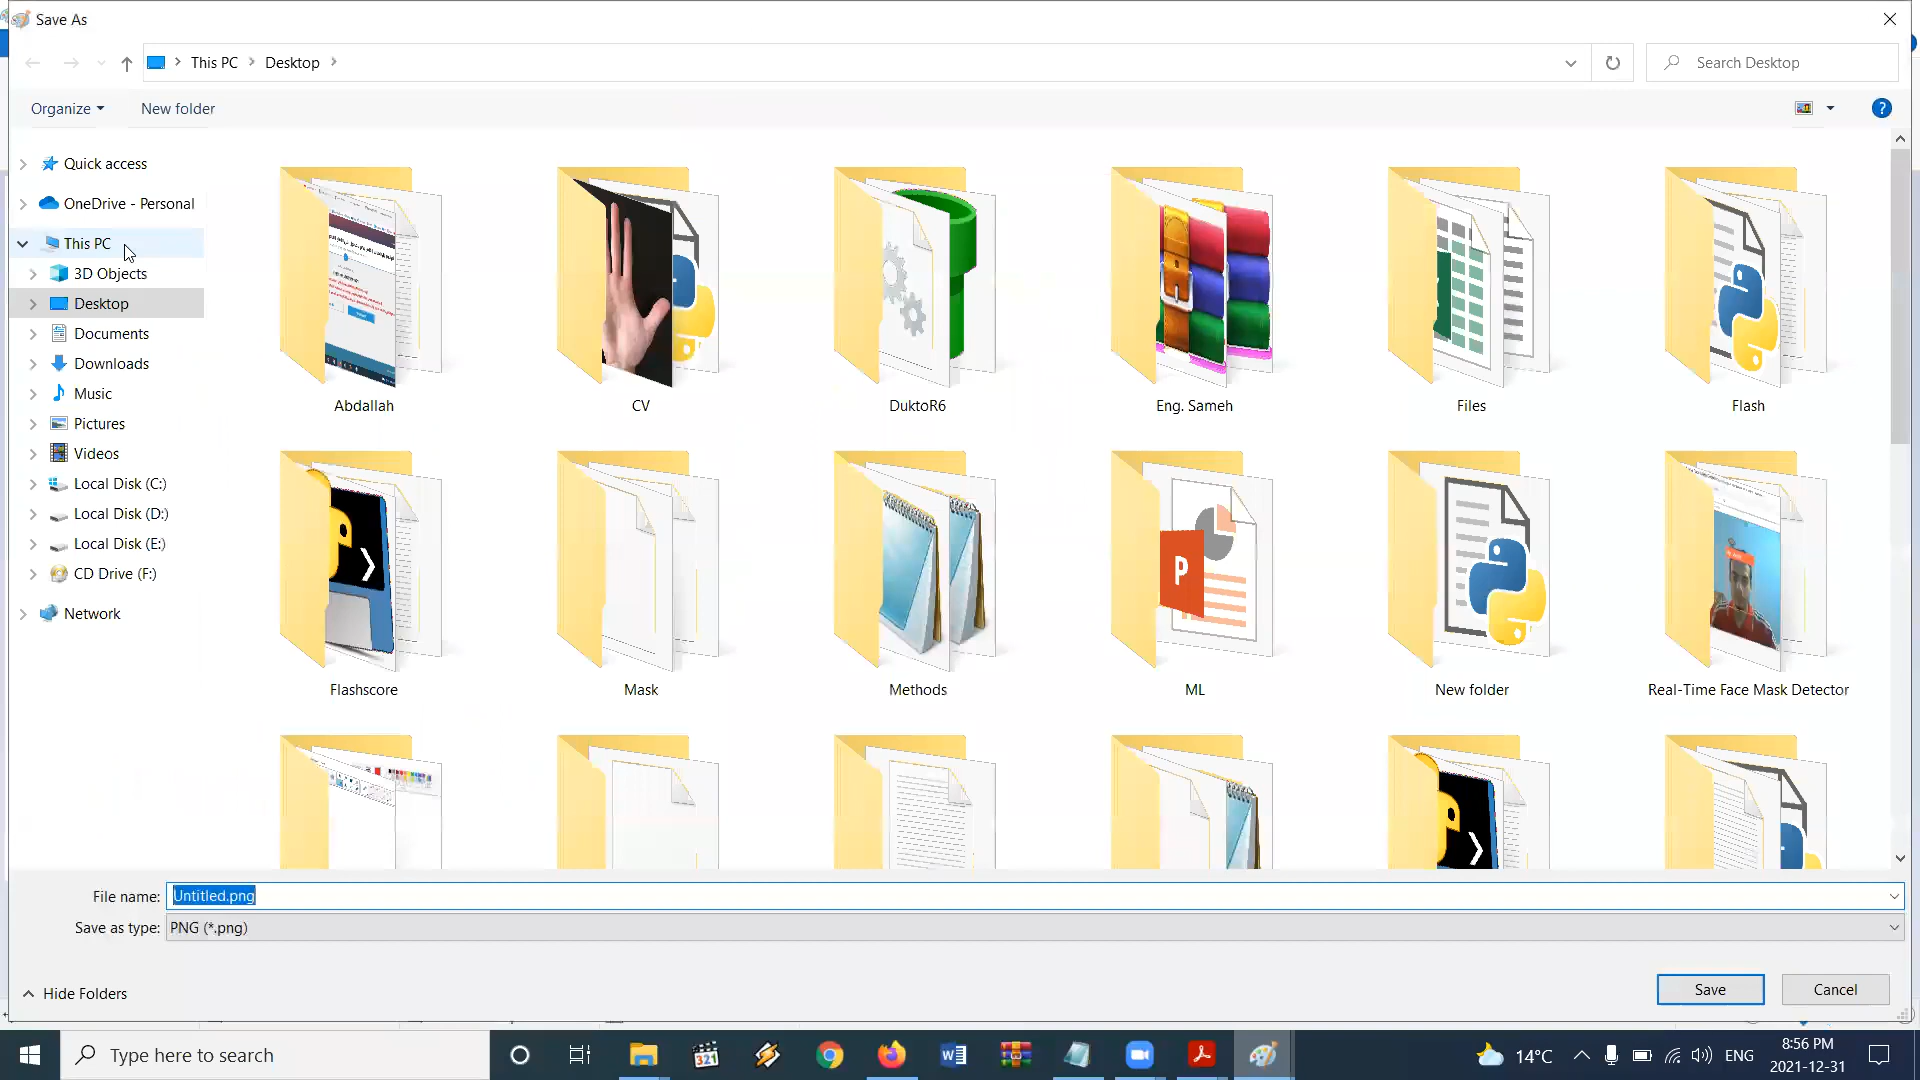 Save As
This PC
Desktop
Search Desktop
Organize
New folder
Quick access
OneDrive - Personal
This PC
3D Objects
Desktop
Documents
Downloads
Music
Pictures
Videos
Local Disk (C:)
Local Disk (D:)
Local Disk (E:)
CD Drive (F:)
Network
Abdallah
CV
DuktoR6
Eng. Sameh
Files
Flash
Flashscore
Mask
Methods
ML
New folder
Real-Time Face Mask Detector
File name:
Untitled.png
Save as type:
PNG (*.png)
Hide Folders
Save
Cancel
Type here to search
14°C
ENG
8:56 PM
2021-12-31